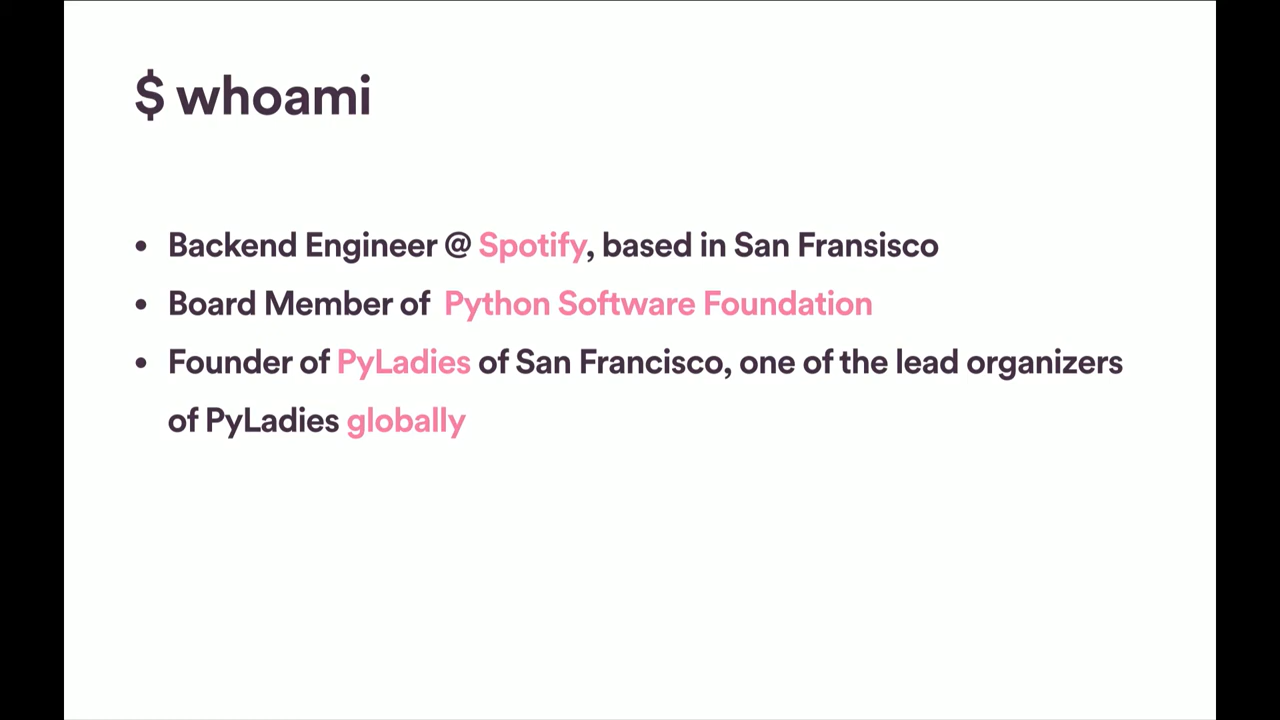 $ whoami
• Backend Engineer @ Spotify, based in San Fransisco
• Board Member of Python Software Foundation
• Founder of PyLadies of San Francisco, one of the lead organizers
of PyLadies globally